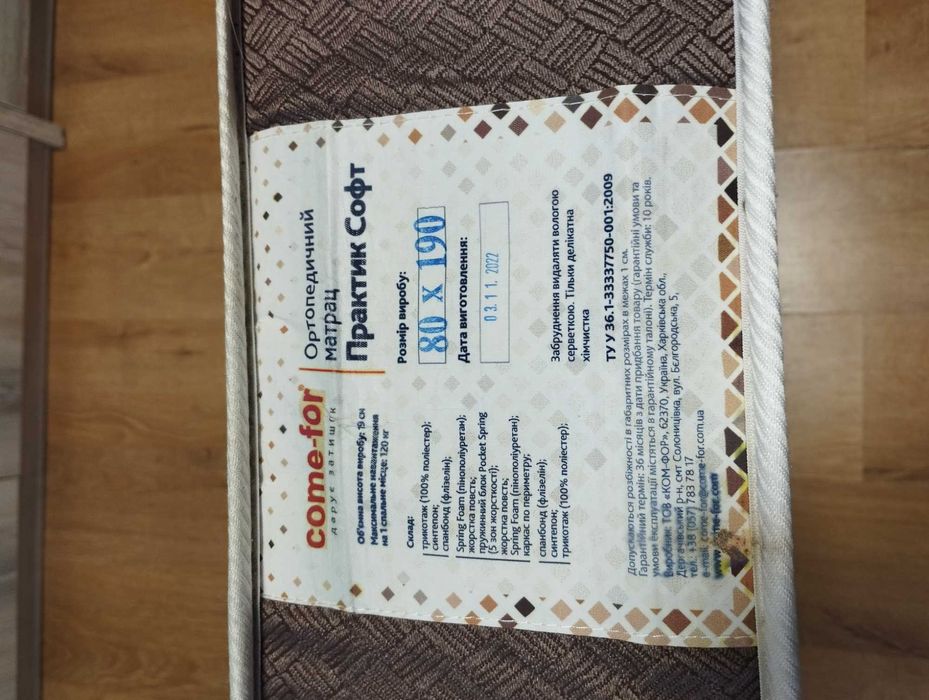 come-for®
дарує затишок
Ортопедичний
матрац
Практик Софт
Об'ємна висота виробу: 19 см
Максимальне навантаження
на 1 спальне місце: 120 кг
Склад:
трикотаж (100% поліестер);
синтепон;
спанбонд (флізелін);
Spring Foam (пінополіуретан);
жорстка повсть;
пружинний блок Pocket Spring
(5 зон жорсткості)
жорстка повсть;
Spring Foam (пінополіуретан);
каркас по периметру;
спанбонд (флізелін);
синтепон;
трикотаж (100% поліестер);
Розмір виробу:
80 x 190
Дата виготовлення:
03.11.2022
Забруднення видаляти вологою
серветкою. Тільки делікатна
хімчистка
ТУ У 36.1-33337750-001:2009
Допускаються розбіжності в габаритних розмірах в межах 1 см.
Гарантійний термін: 36 місяців з дати придбання товару (гарантійні умови та
умови експлуатації містяться в гарантійному талоні). Термін служби: 10 років.
Виробник: ТОВ «КОМ-ФОР», 62370, Україна, Харківська обл.,
Дергачівський р-н, смт Солоницівка, вул. Бєлгородська, 5,
тел.: +38 (057) 783 78 17
e-mail: come-for@come-for.com.ua
www.come-for.com